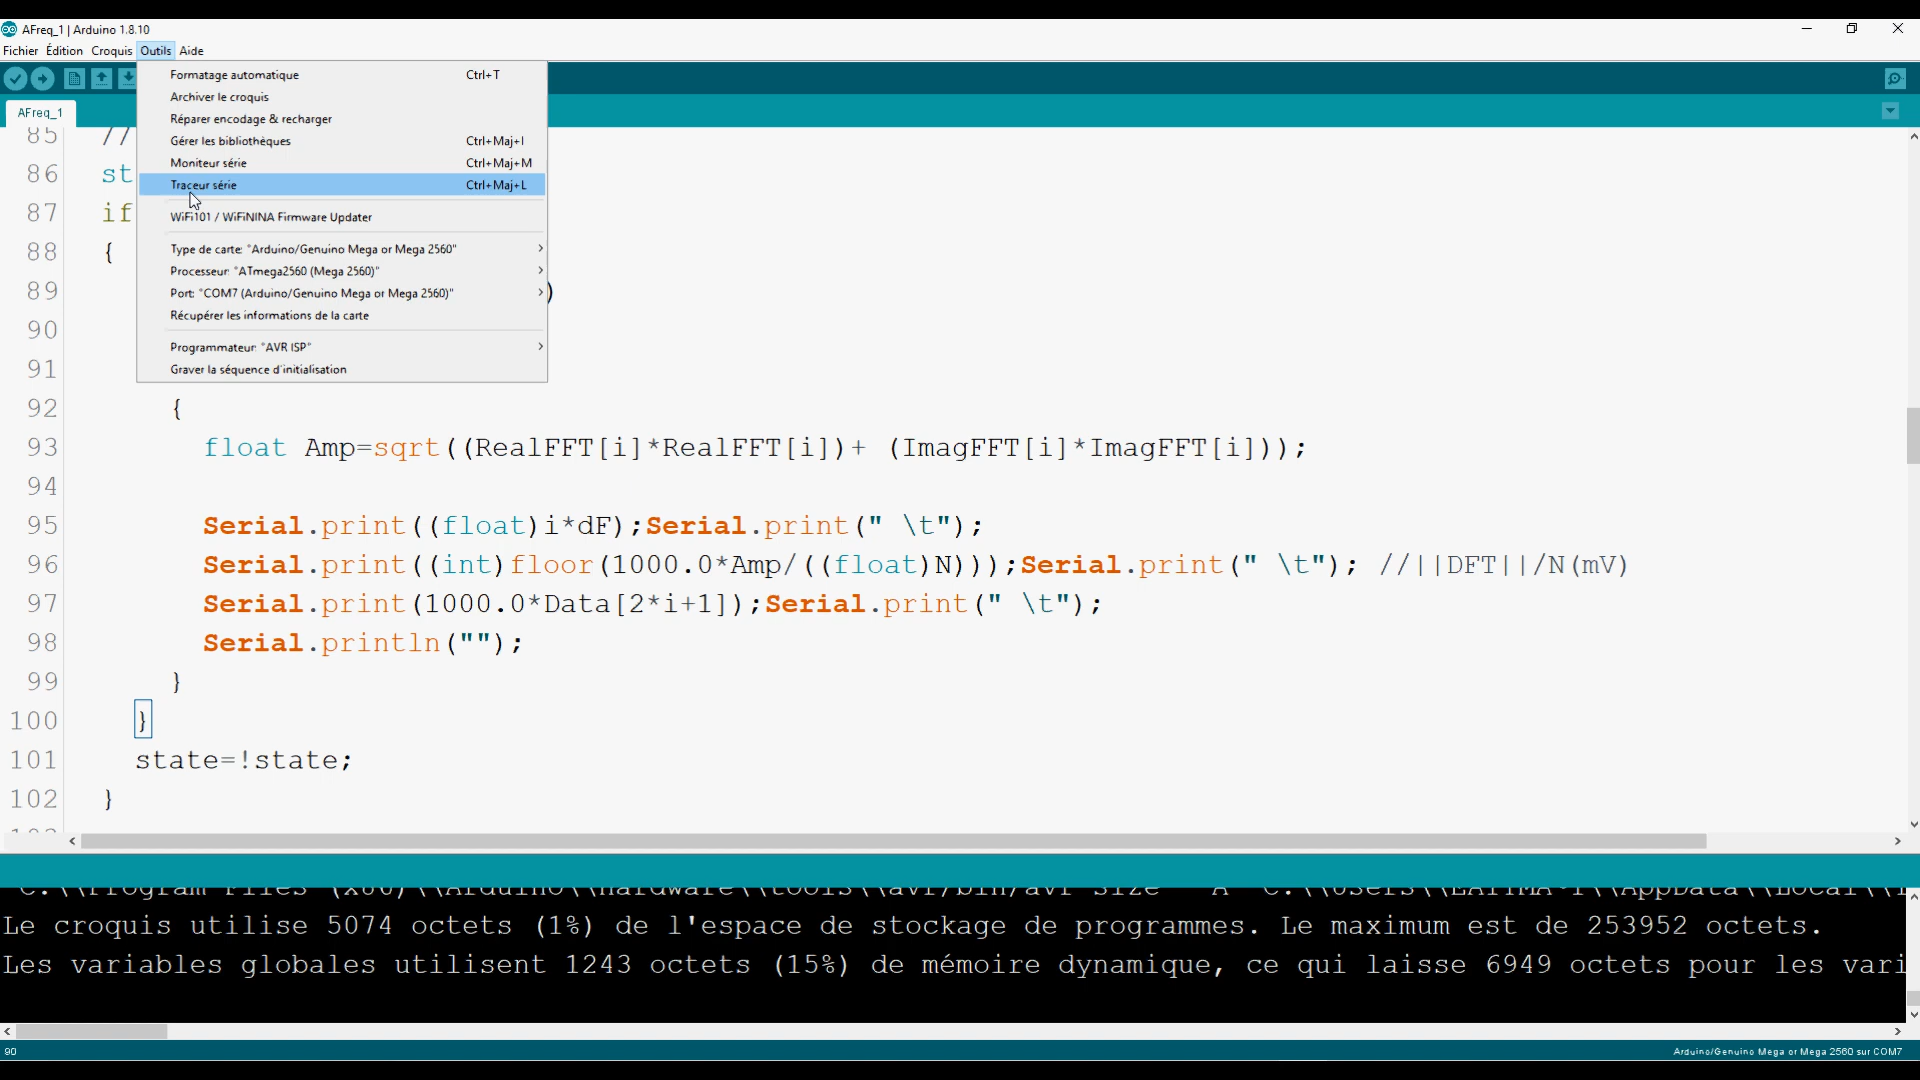 AFreq_1 | Arduino 1.8.10
Fichier Édition Croquis Outils Aide
Formatage automatique Ctrl+T
Archiver le croquis
Réparer encodage & recharger
Gérer les bibliothèques Ctrl+Maj+I
Moniteur série Ctrl+Maj+M
Traceur série Ctrl+Maj+L
WiFi101 / WiFiNINA Firmware Updater
Type de carte: "Arduino/Genuino Mega or Mega 2560"
Processeur: "ATmega2560 (Mega 2560)"
Port: "COM7 (Arduino/Genuino Mega or Mega 2560)"
Récupérer les informations de la carte
Programmateur: "AVR ISP"
Graver la séquence d'initialisation
AFreq_1
85 //
86 st
87 if
88 {
89 )
90
91
92 {
93 float Amp=sqrt((RealFFT[i]*RealFFT[i])+ (ImagFFT[i]*ImagFFT[i]));
94
95 Serial.print((float)i*dF);Serial.print(" \t");
96 Serial.print((int)floor(1000.0*Amp/((float)N)));Serial.print(" \t"); //||DFT||/N(mV)
97 Serial.print(1000.0*Data[2*i+1]);Serial.print(" \t");
98 Serial.println("");
99 }
100 }
101 state=!state;
102 }
Le croquis utilise 5074 octets (1%) de l'espace de stockage de programmes. Le maximum est de 253952 octets.
Les variables globales utilisent 1243 octets (15%) de mémoire dynamique, ce qui laisse 6949 octets pour les vari
90
Arduino/Genuino Mega or Mega 2560 sur COM7